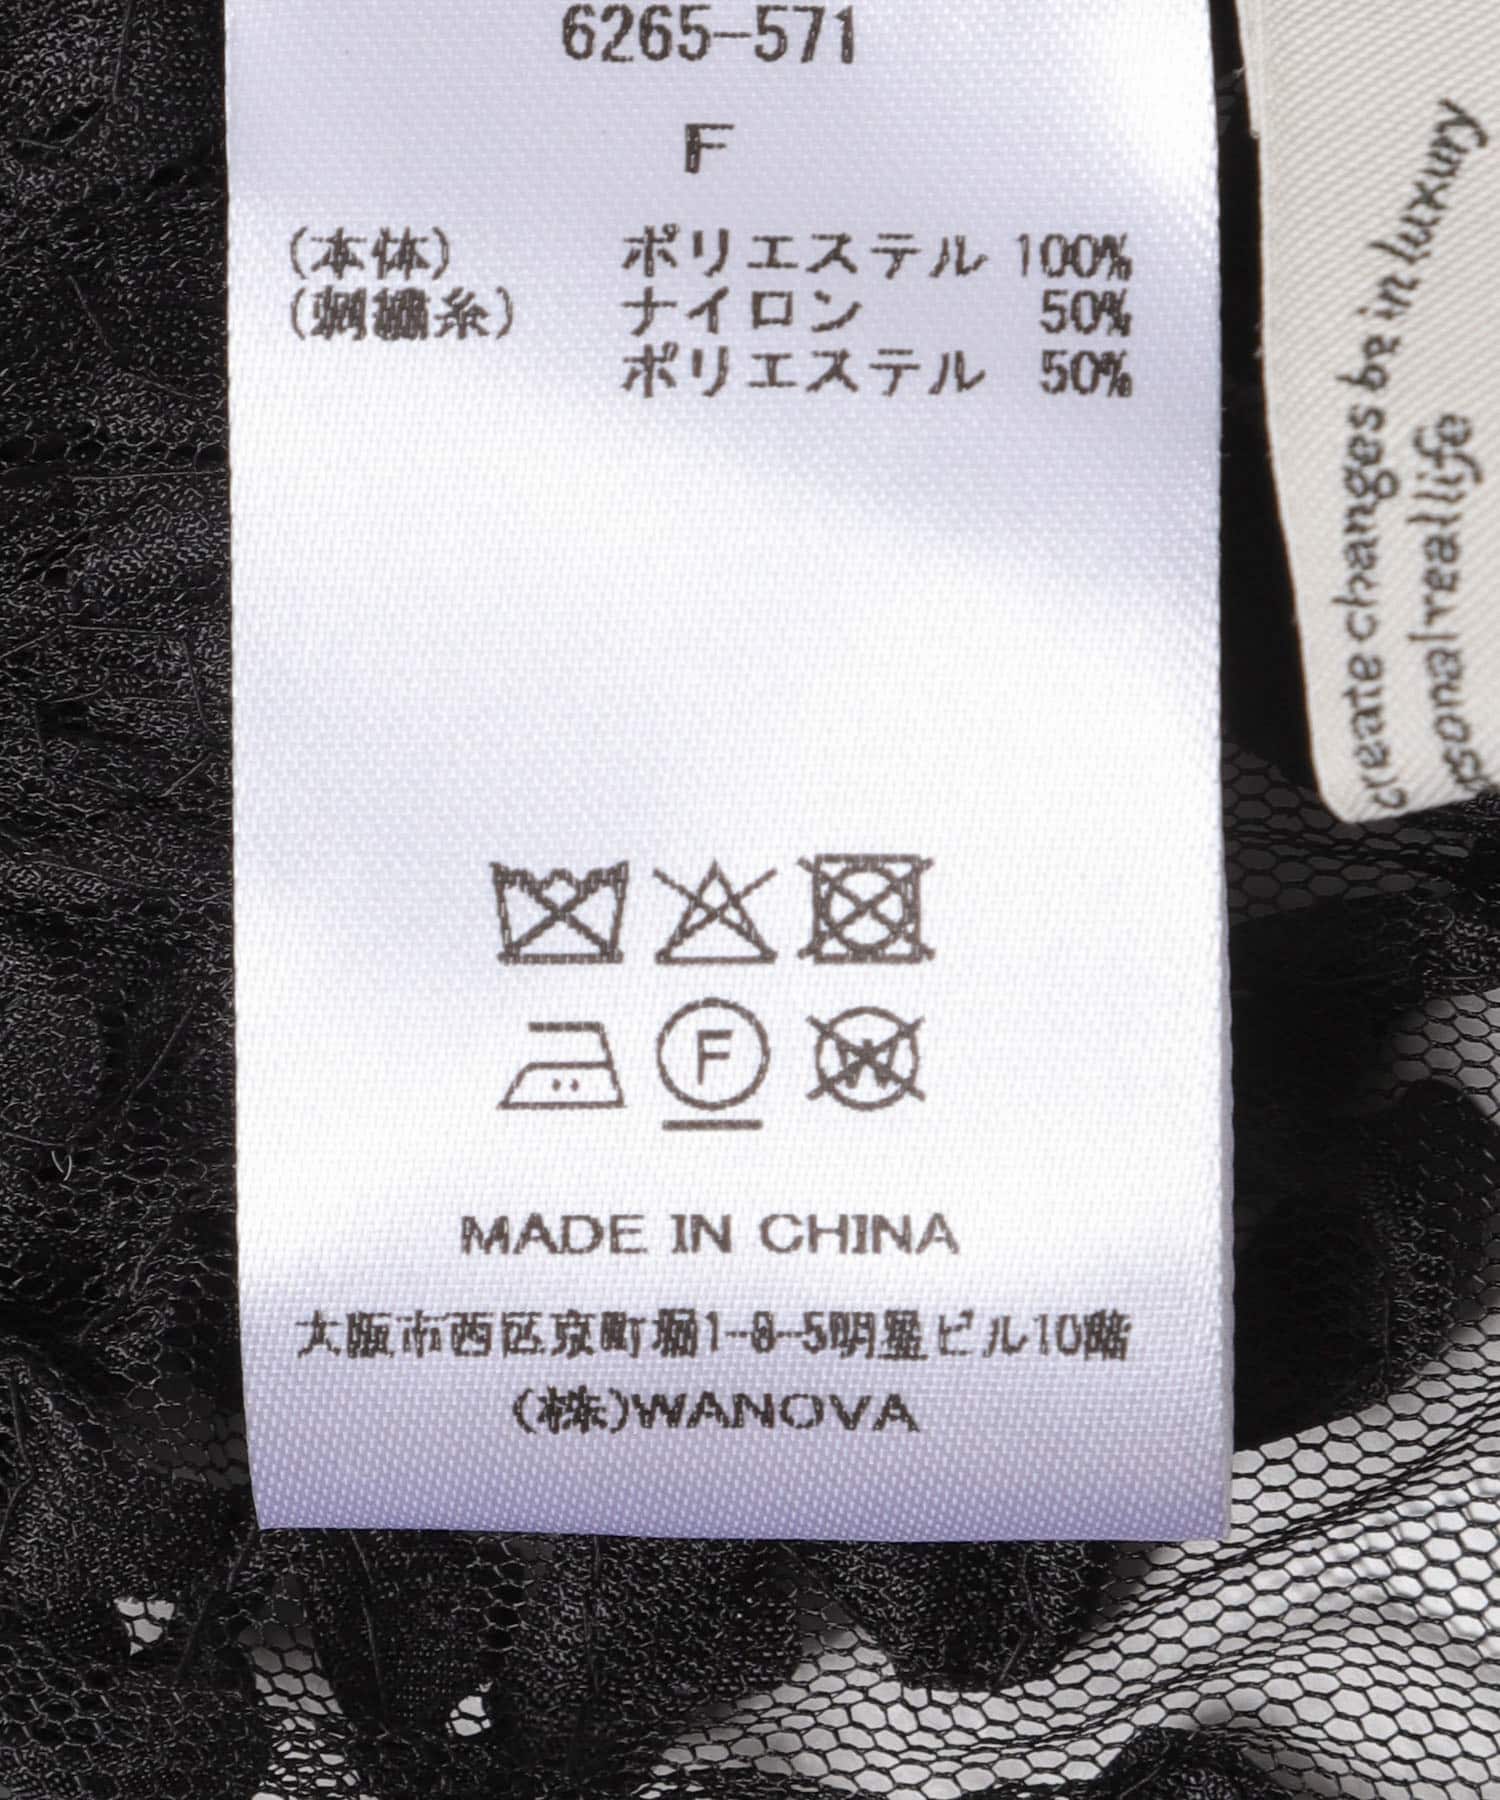 6265-571
F
(本体) ポリエステル 100%
(刺繍糸) ナイロン 50%
ポリエステル 50%
F
W
MADE IN CHINA
大阪市西区京町堀1-8-5明星ビル10階
(株)WANOVA
create changes be in luxury
real life